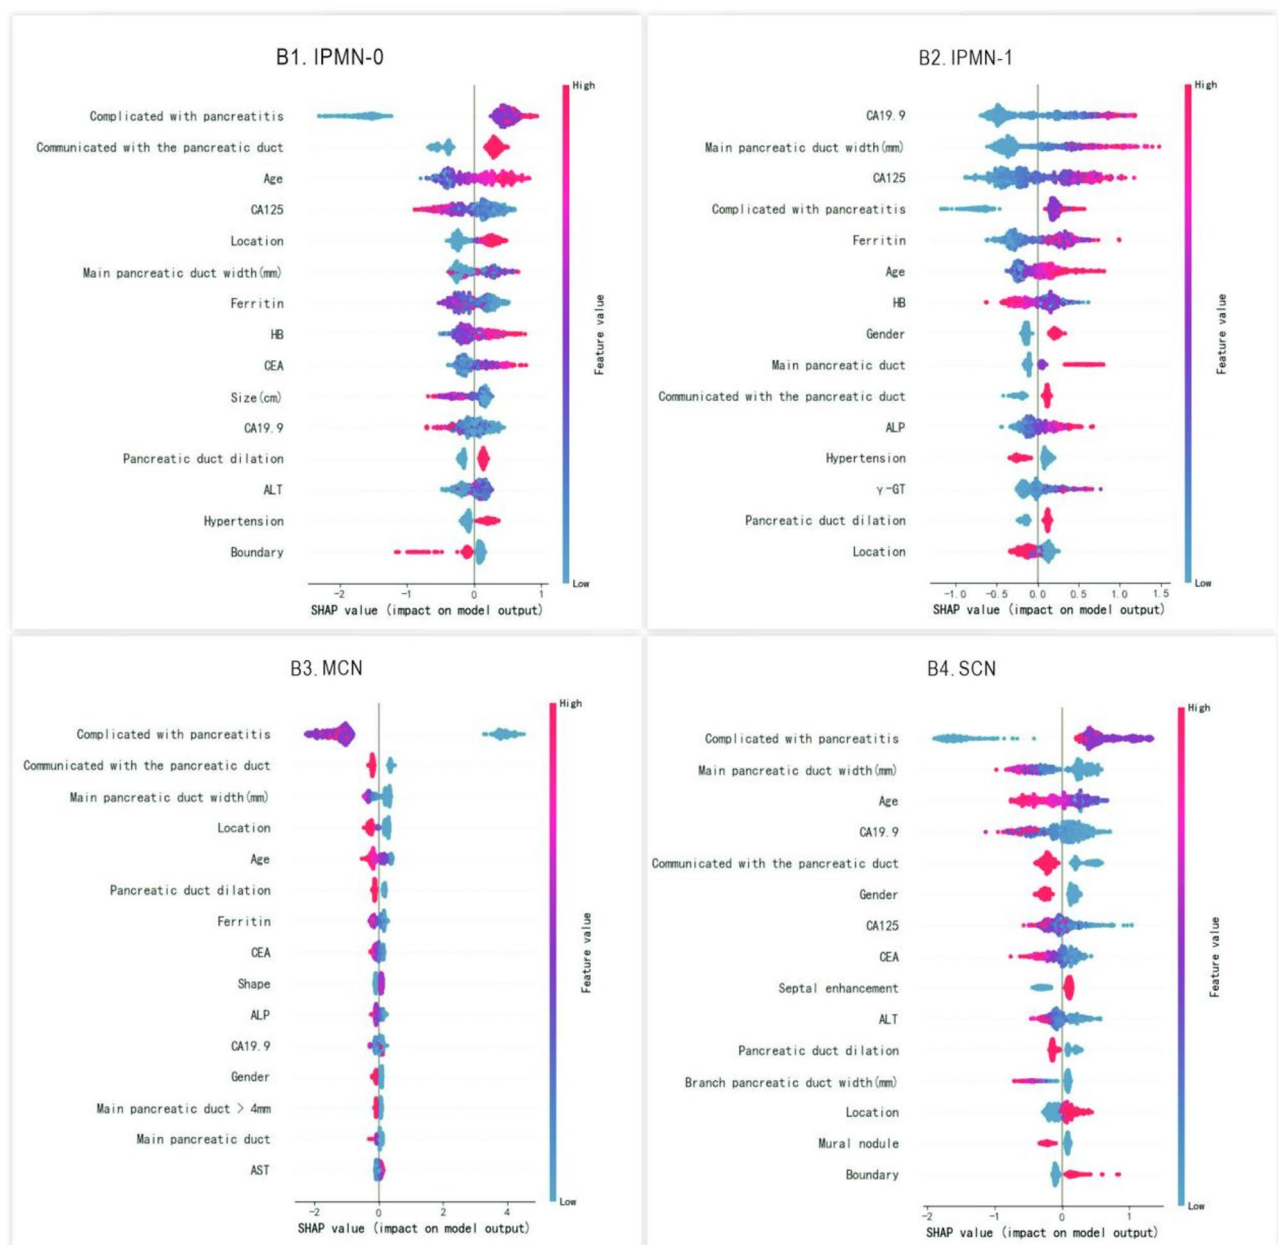 B1. IPMN-0
High
Complicated with pancreatitis
Communicated with the pancreatic duct
Age
CA125
Location
Main pancreatic duct width(mm)
Ferritin
HB
CEA
Size(cm)
CA19.9
Pancreatic duct dilation
ALT
Hypertension
Boundary
Feature value
Low
-2 -1 0 1
SHAP value (impact on model output)
B2. IPMN-1
High
CA19.9
Main pancreatic duct width(mm)
CA125
Complicated with pancreatitis
Ferritin
Age
HB
Gender
Main pancreatic duct
Communicated with the pancreatic duct
ALP
Hypertension
γ-GT
Pancreatic duct dilation
Location
Feature value
Low
-1.0 -0.5 0.0 0.5 1.0 1.5
SHAP value (impact on model output)
B3. MCN
High
Complicated with pancreatitis
Communicated with the pancreatic duct
Main pancreatic duct width(mm)
Location
Age
Pancreatic duct dilation
Ferritin
CEA
Shape
ALP
CA19.9
Gender
Main pancreatic duct > 4mm
Main pancreatic duct
AST
Feature value
Low
-2 0 2 4
SHAP value (impact on model output)
B4. SCN
High
Complicated with pancreatitis
Main pancreatic duct width(mm)
Age
CA19.9
Communicated with the pancreatic duct
Gender
CA125
CEA
Septal enhancement
ALT
Pancreatic duct dilation
Branch pancreatic duct width(mm)
Location
Mural nodule
Boundary
Feature value
Low
-2 -1 0 1
SHAP value (impact on model output)